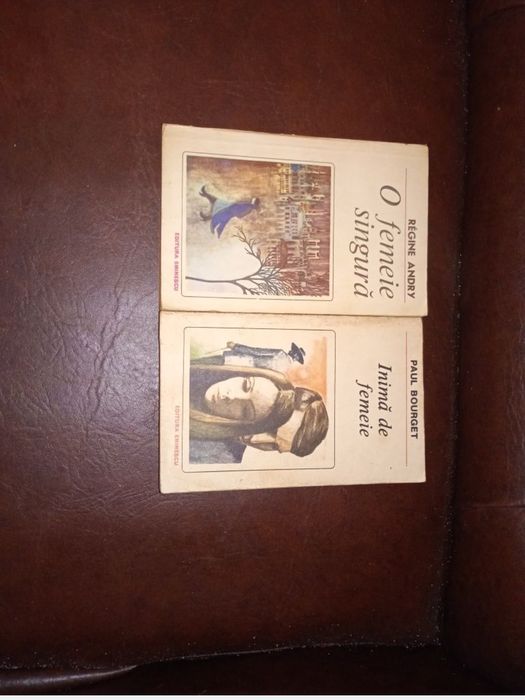 RÉGINE ANDRY
O femeie
singură
EDITURA EMINESCU
PAUL BOURGET
Inimă de
femeie
EDITURA EMINESCU